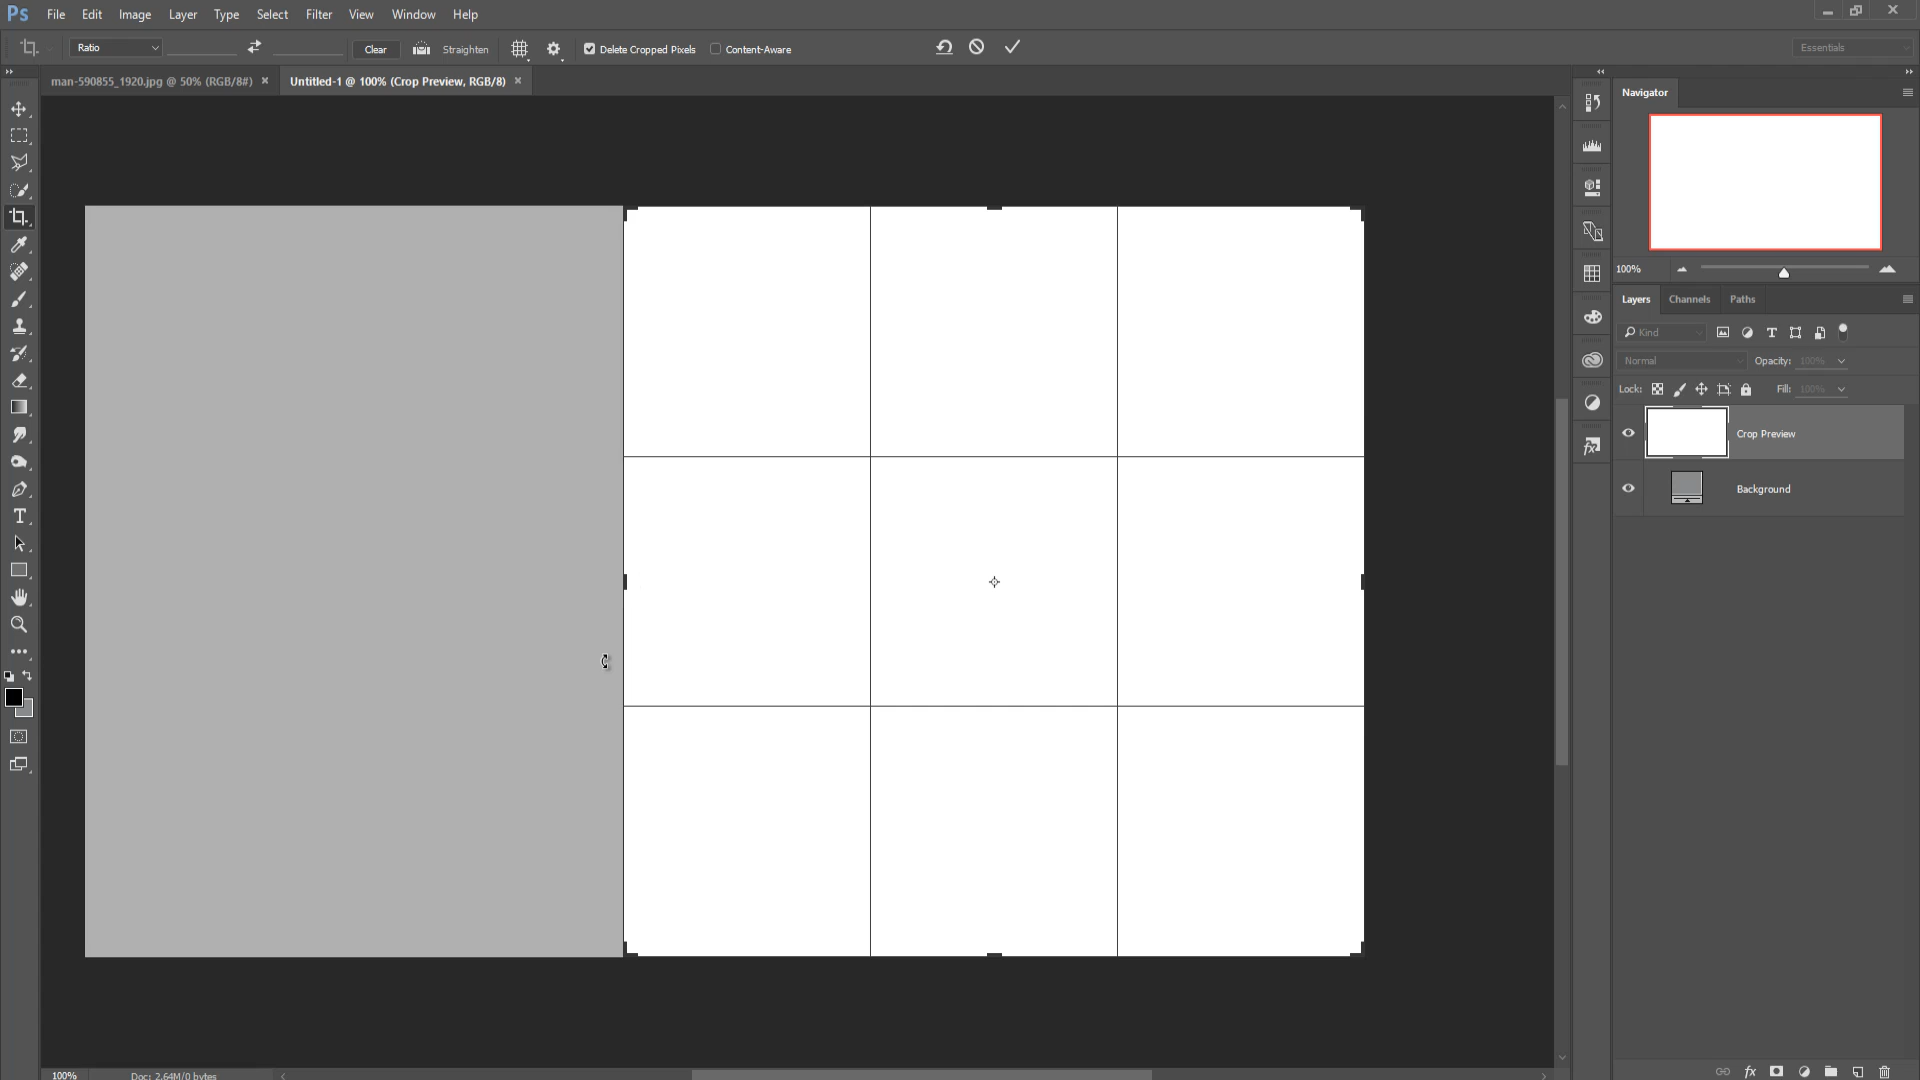 Ps File Edit Image Layer Type Select Filter View Window Help
Ratio Clear Straighten Delete Cropped Pixels Content-Aware Essentials
man-590855_1920.jpg @ 50% (RGB/8#) × Untitled-1 @ 100% (Crop Preview, RGB/8) ×
Navigator
100%
Layers Channels Paths
Kind
Normal Opacity: 100%
Lock: Fill: 100%
Crop Preview
Background
100% Doc: 2.64M/0 bytes